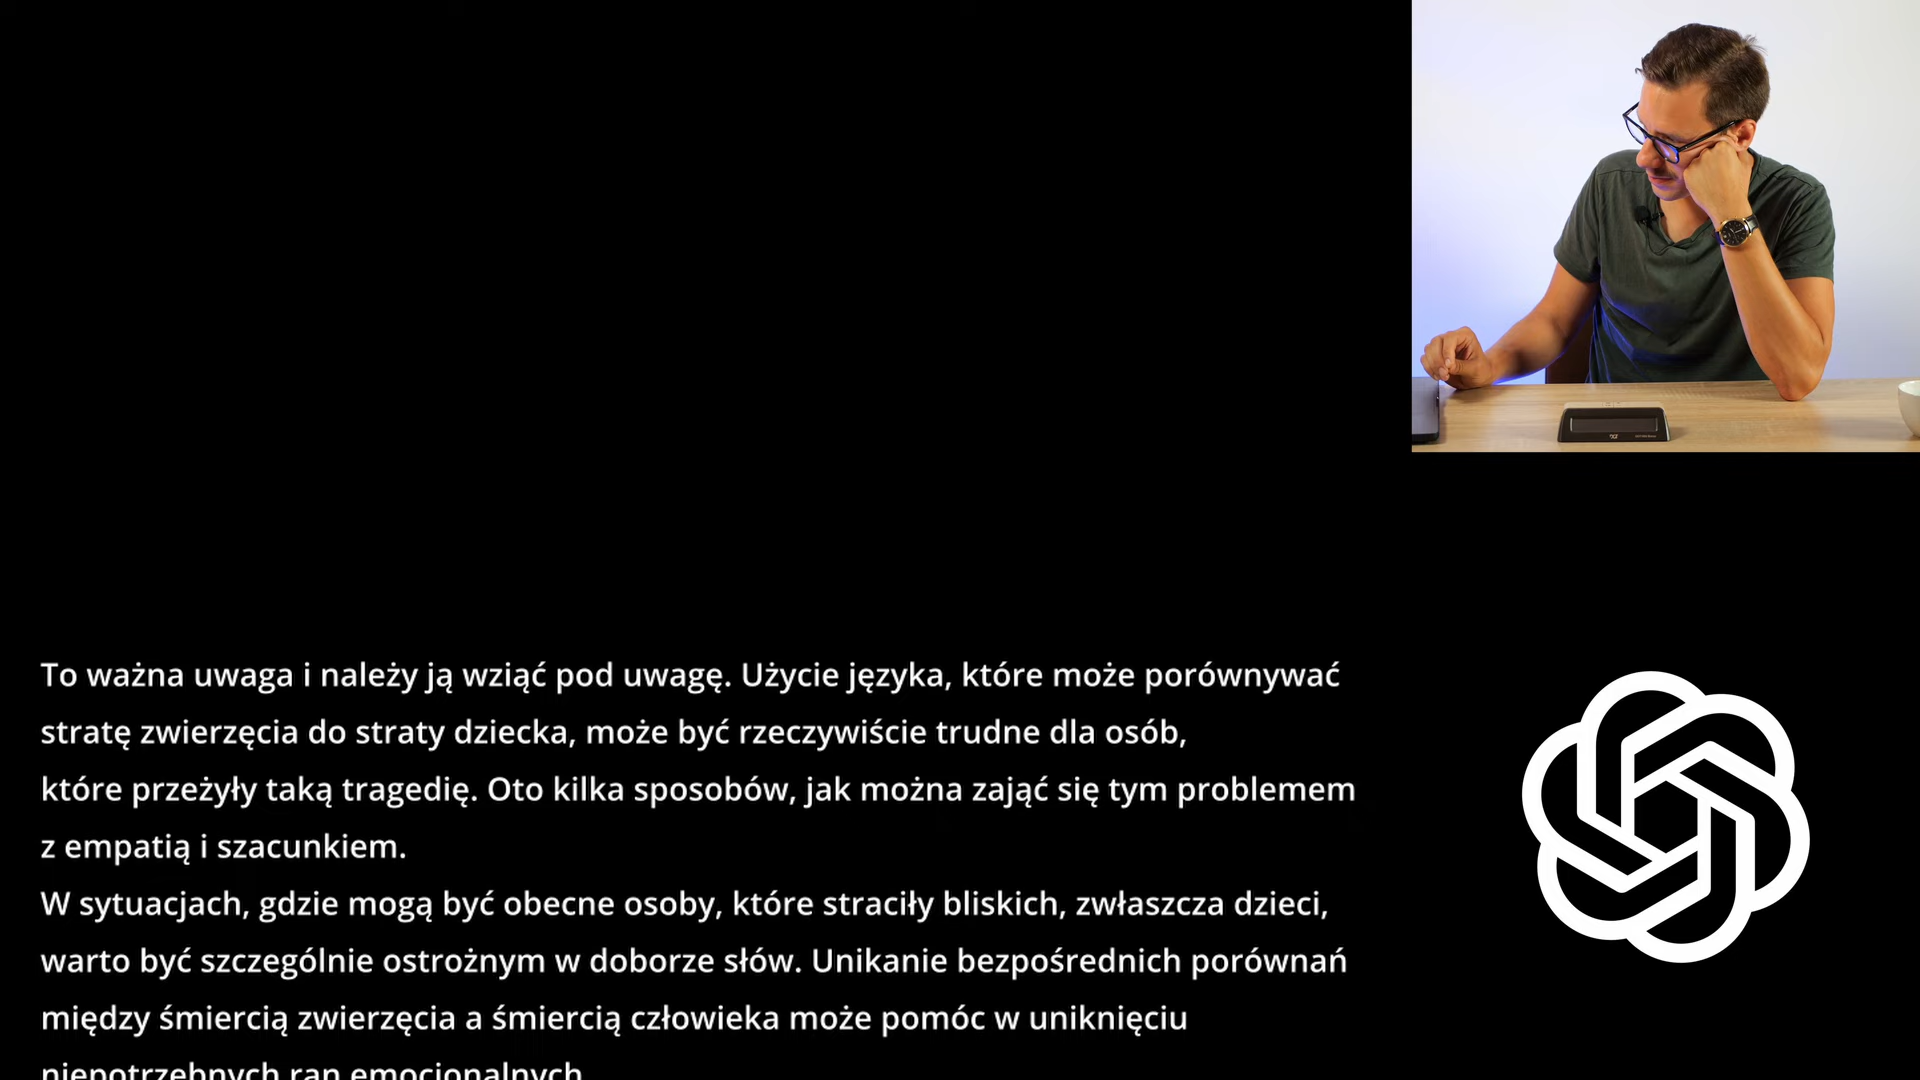 To ważna uwaga i należy ją wziąć pod uwagę. Użycie języka, które może porównywać
stratę zwierzęcia do straty dziecka, może być rzeczywiście trudne dla osób,
które przeżyły taką tragedię. Oto kilka sposobów, jak można zająć się tym problemem
z empatią i szacunkiem.
W sytuacjach, gdzie mogą być obecne osoby, które straciły bliskich, zwłaszcza dzieci,
warto być szczególnie ostrożnym w doborze słów. Unikanie bezpośrednich porównań
między śmiercią zwierzęcia a śmiercią człowieka może pomóc w uniknięciu
niepotrzebnych ran emocjonalnych